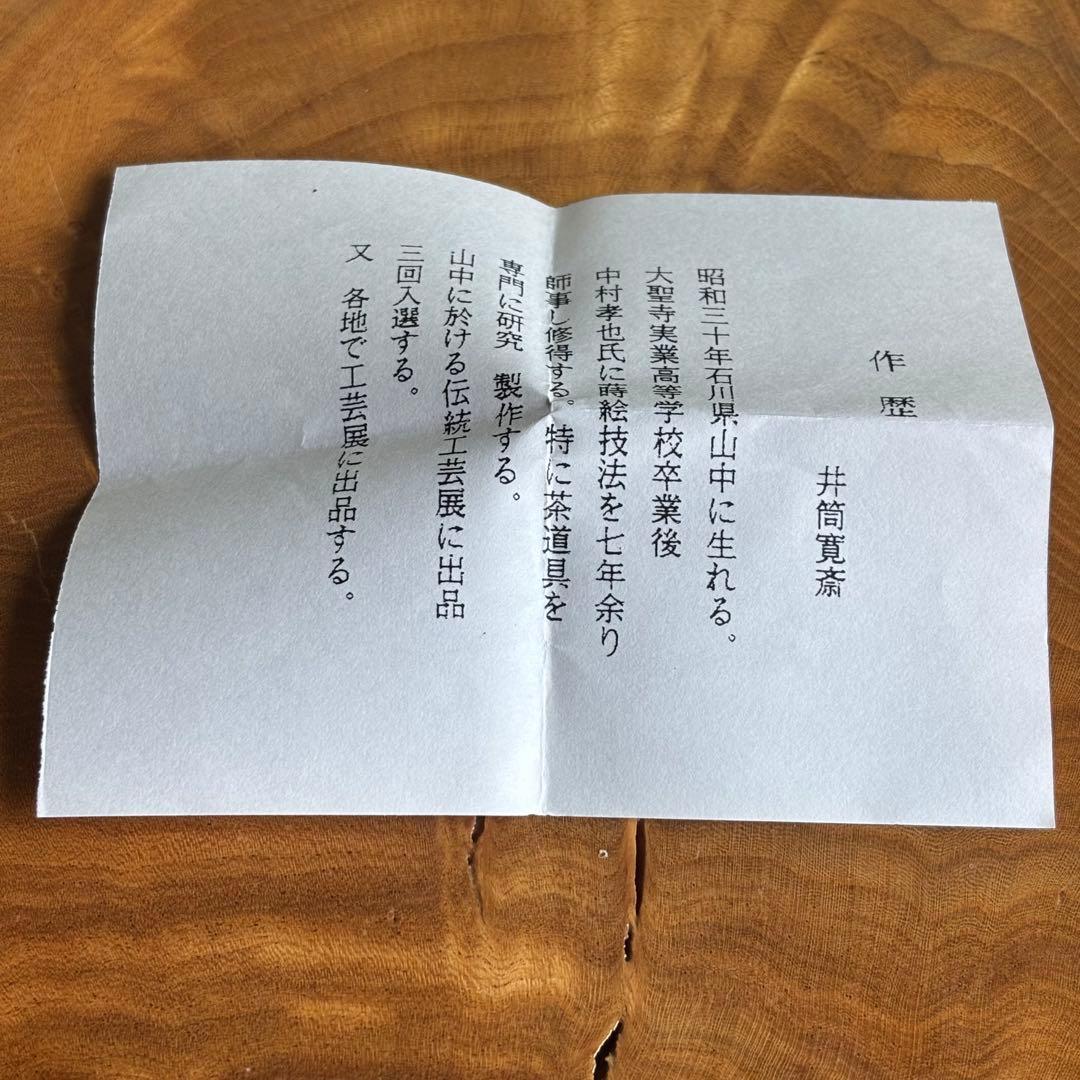 作歴
井筒寛斎
昭和三十年石川県山中に生れる。
大聖寺実業高等学校卒業後
中村孝也氏に蒔絵技法を七年余り
師事し修得する。特に茶道具を
専門に研究　製作する。
山中に於ける伝統工芸展に出品
三回入選する。
又　各地で工芸展に出品する。